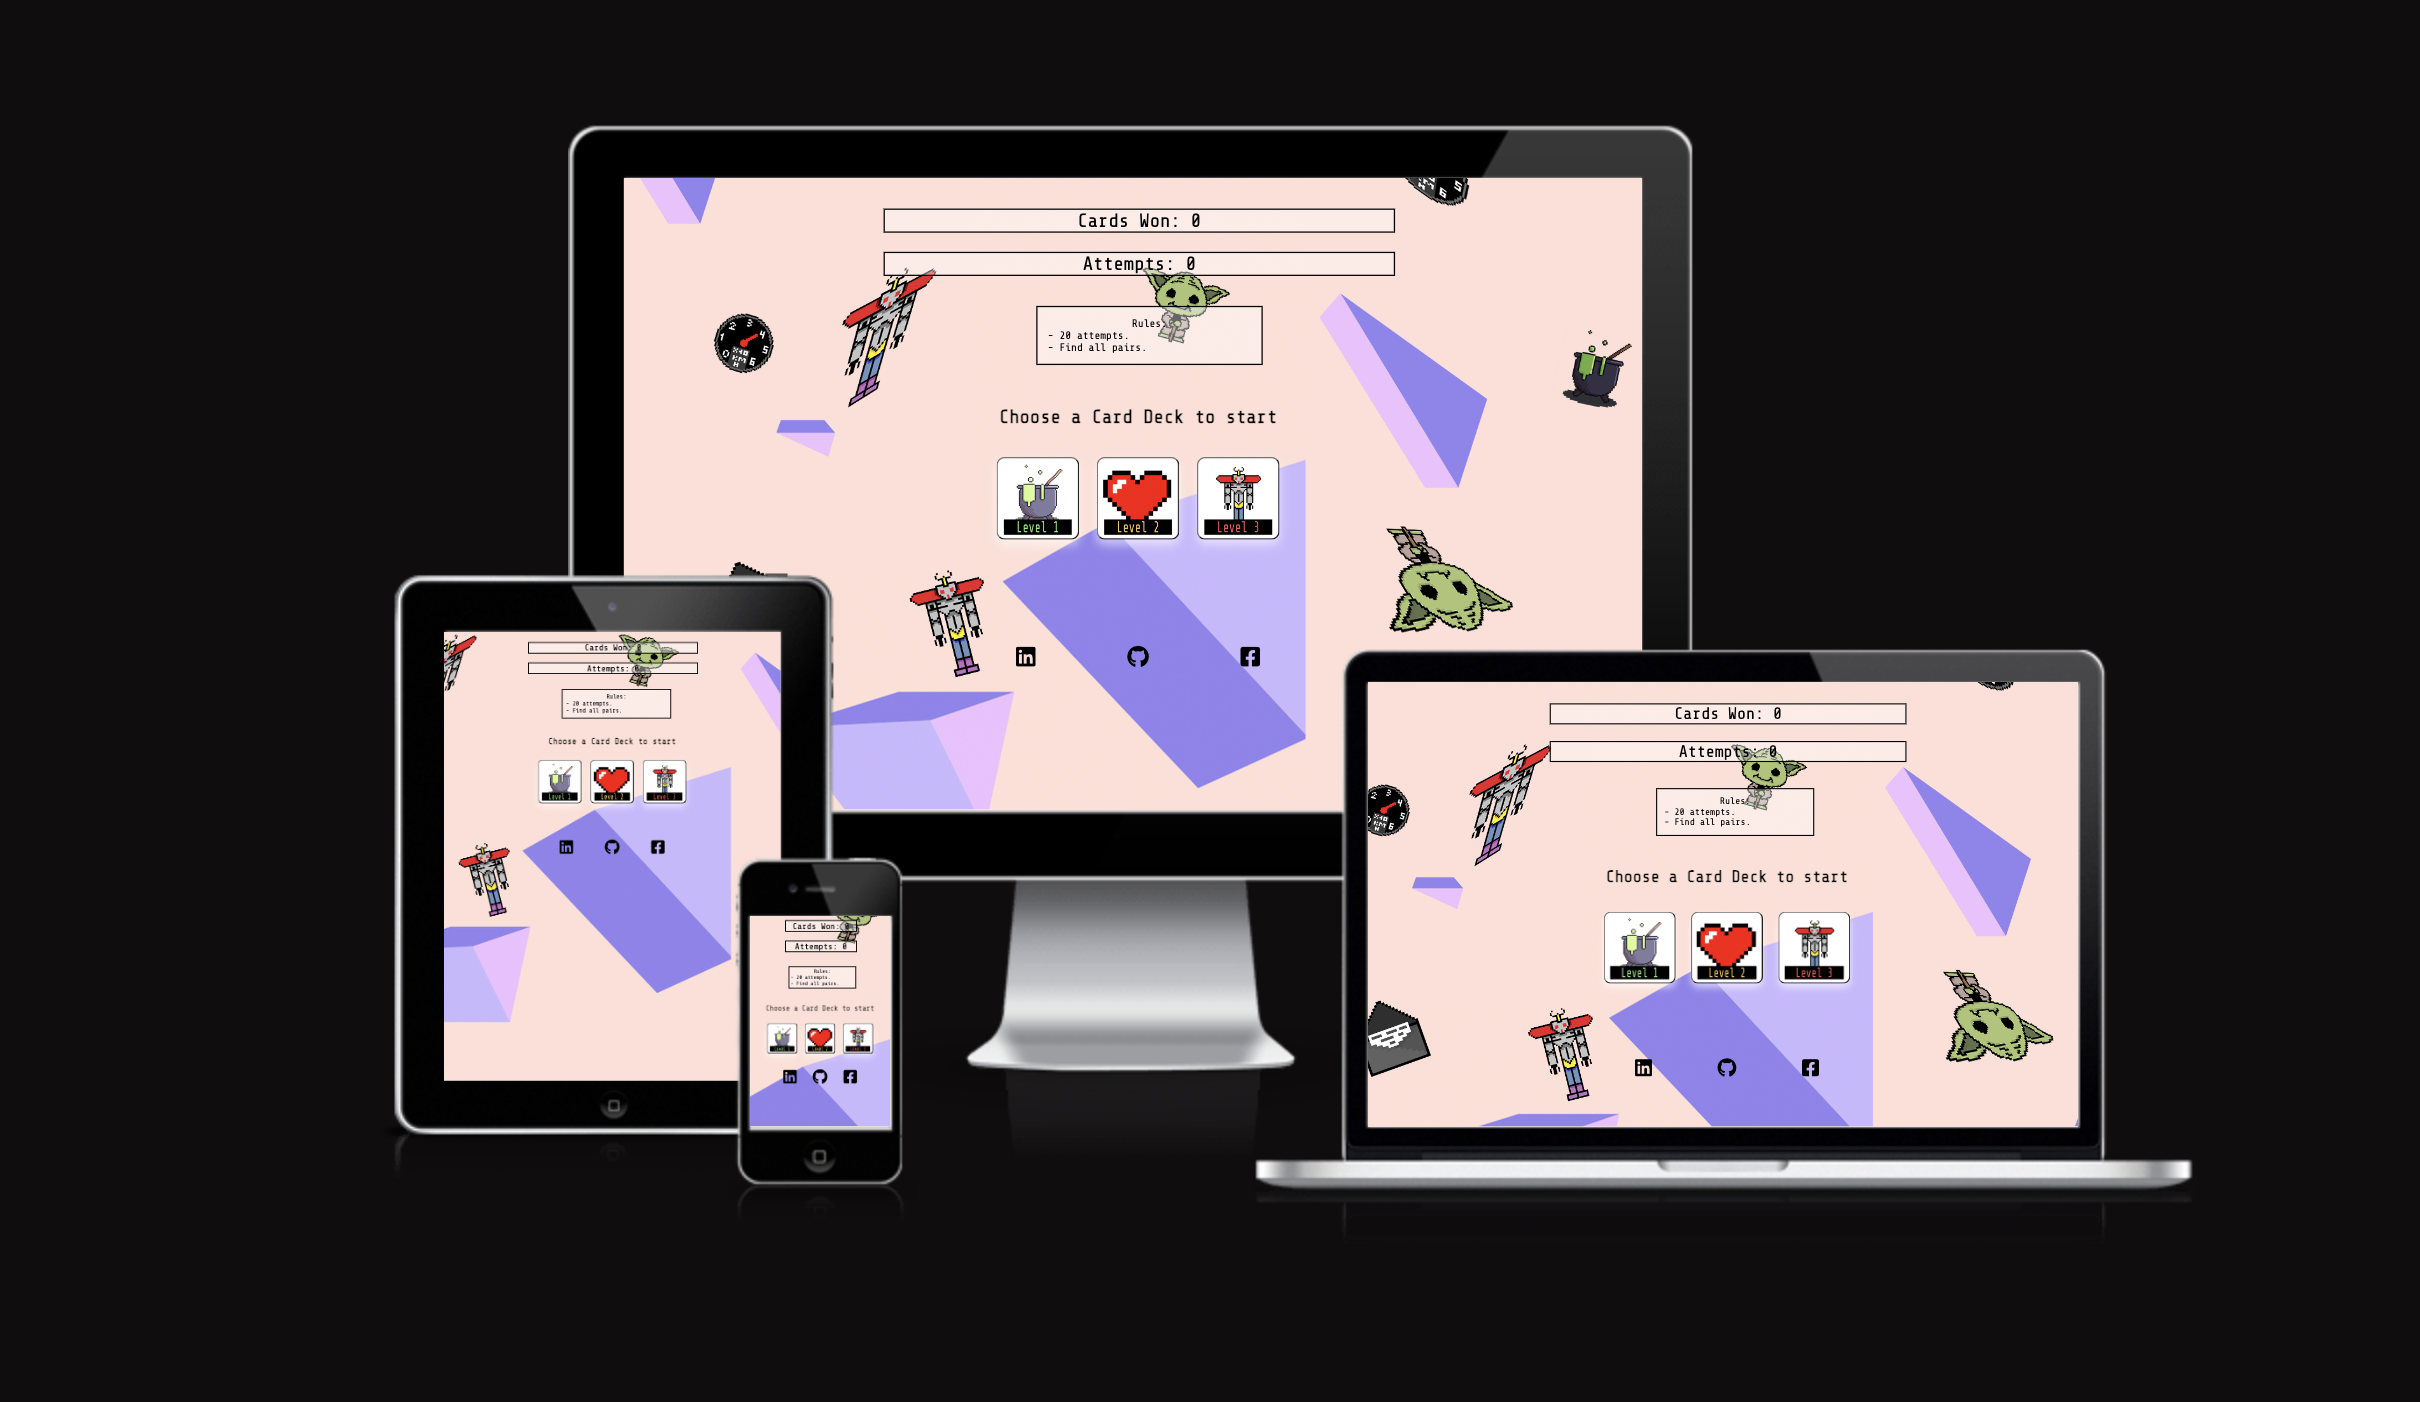 Cards Won: 0
Attempts: 0
Rules
- 20 attempts.
- Find all pairs.
Choose a Card Deck to start
Level 1
Level 2
Level 3
Cards Won
Attempts:
Rules:
- 20 attempts.
- Find all pairs.
Choose a Card Deck to start
Level 1
Level 2
Level 3
Cards Won:
Attempts: 0
Rules:
- 20 attempts.
- Find all pairs.
Choose a Card Deck to start
Cards Won: 0
Attempts: 0
Rules
- 20 attempts.
- Find all pairs.
Choose a Card Deck to start
Level 1
Level 2
Level 3